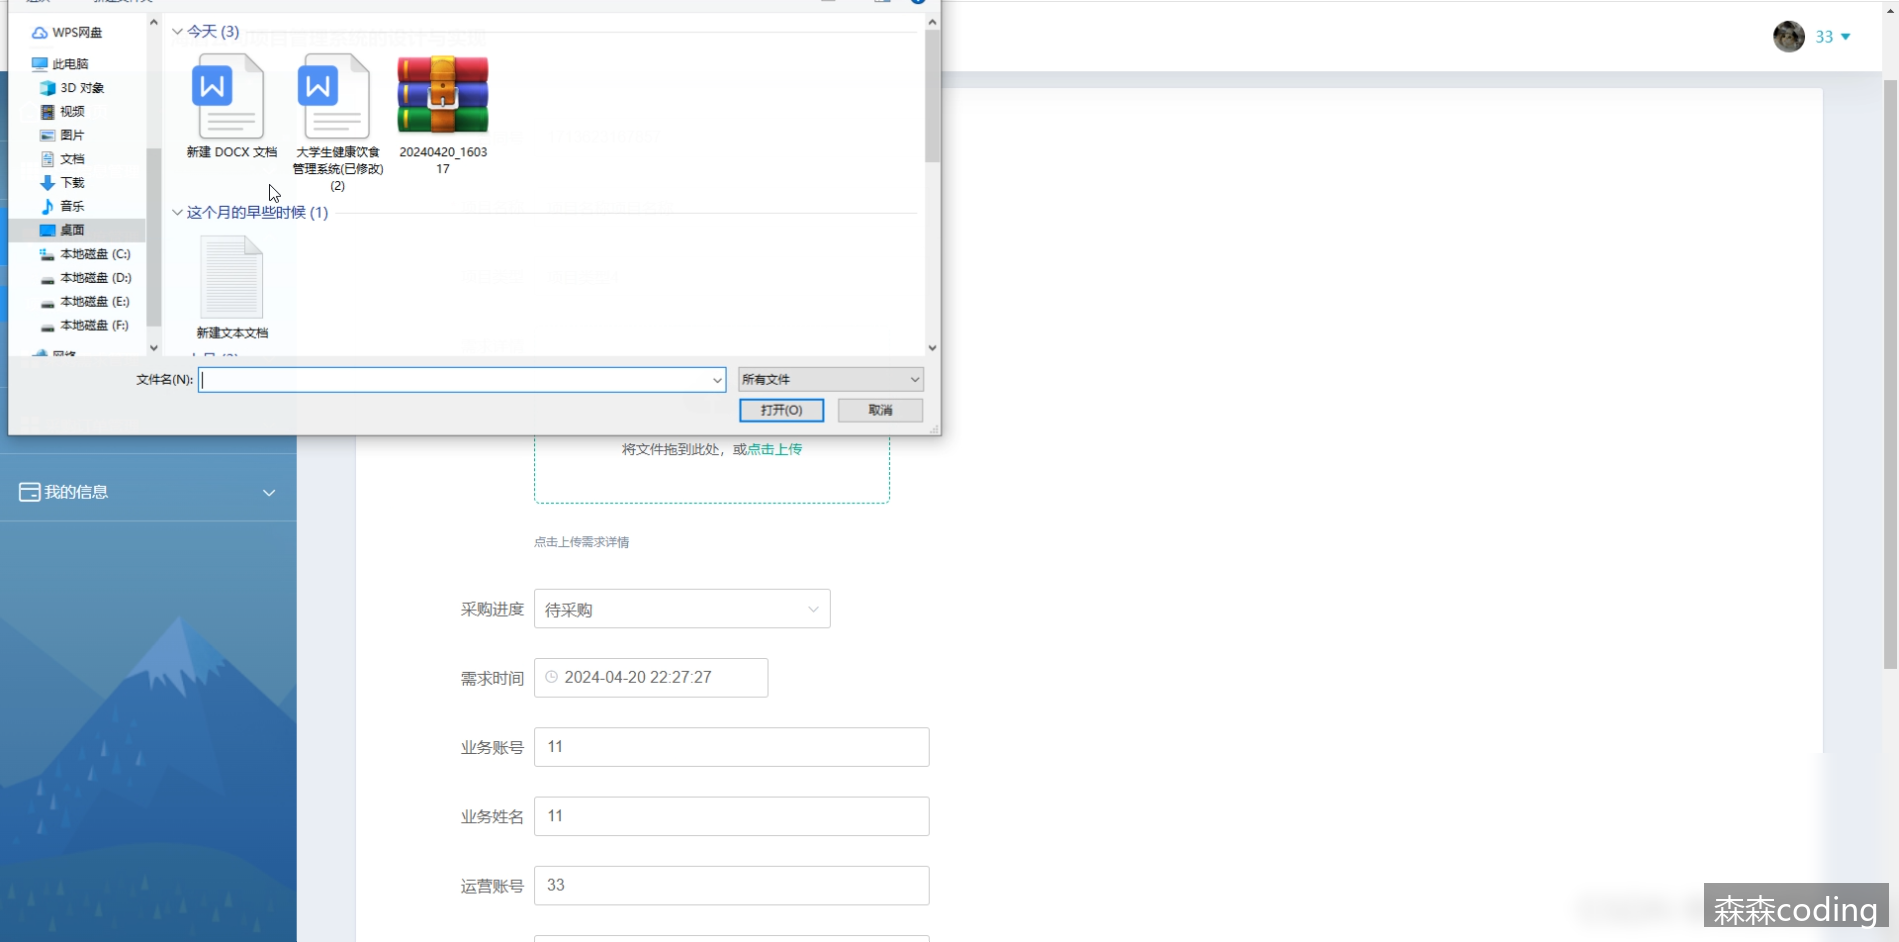 WPS网盘
此电脑
3D 对象
视频
图片
文档
下载
音乐
桌面
本地磁盘 (C:)
本地磁盘 (D:)
本地磁盘 (E:)
本地磁盘 (F:)
网络
今天 (3)
新建 DOCX 文档
大学生健康饮食
管理系统(已修改)
(2)
20240420_1603
17
这个月的早些时候 (1)
新建文本文档
文件名(N):
所有文件
打开(O)
取消
33
我的信息
将文件拖到此处，或点击上传
点击上传需求详情
采购进度 待采购
需求时间 2024-04-20 22:27:27
业务账号 11
业务姓名 11
运营账号 33
森森coding